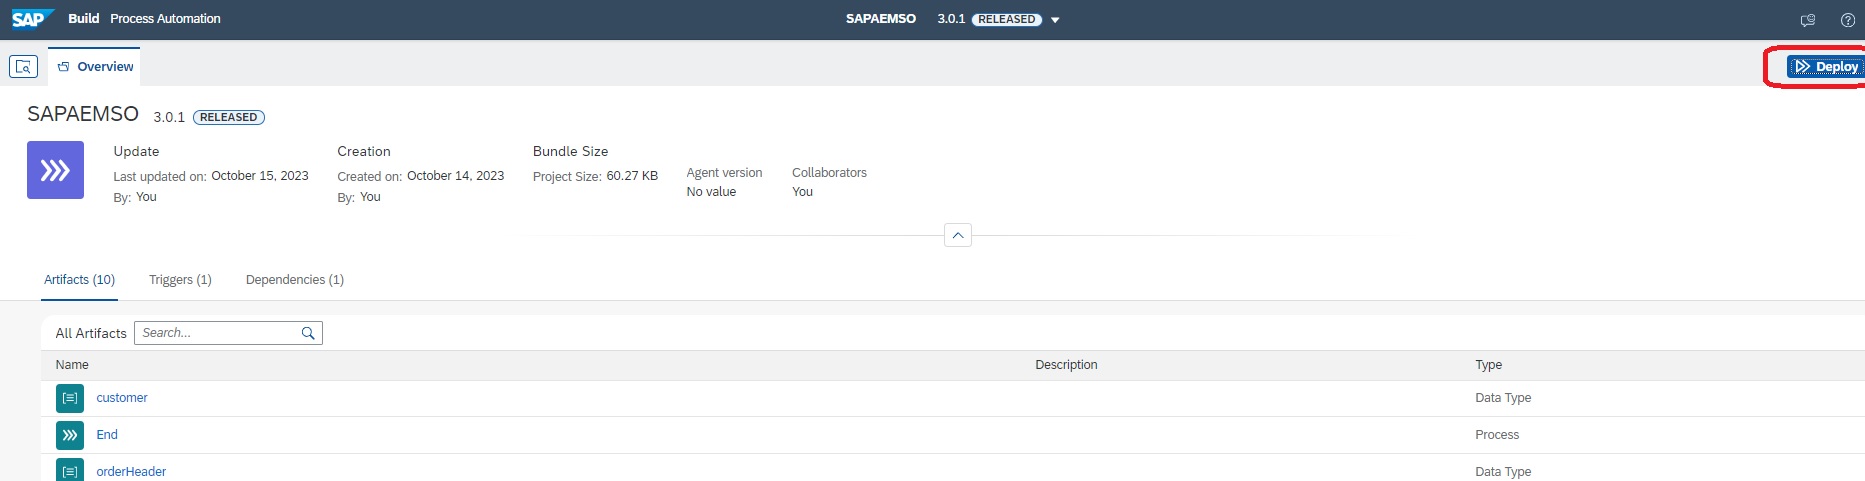 SAP Build Process Automation SAPAEMSO 3.0.1 RELEASED
Overview Deploy
SAPAEMSO 3.0.1 RELEASED
Update Creation Bundle Size
Last updated on: October 15, 2023 Created on: October 14, 2023 Project Size: 60.27 KB Agent version Collaborators
By: You By: You No value You
Artifacts (10) Triggers (1) Dependencies (1)
All Artifacts Search...
Name Description Type
customer Data Type
End Process
orderHeader Data Type